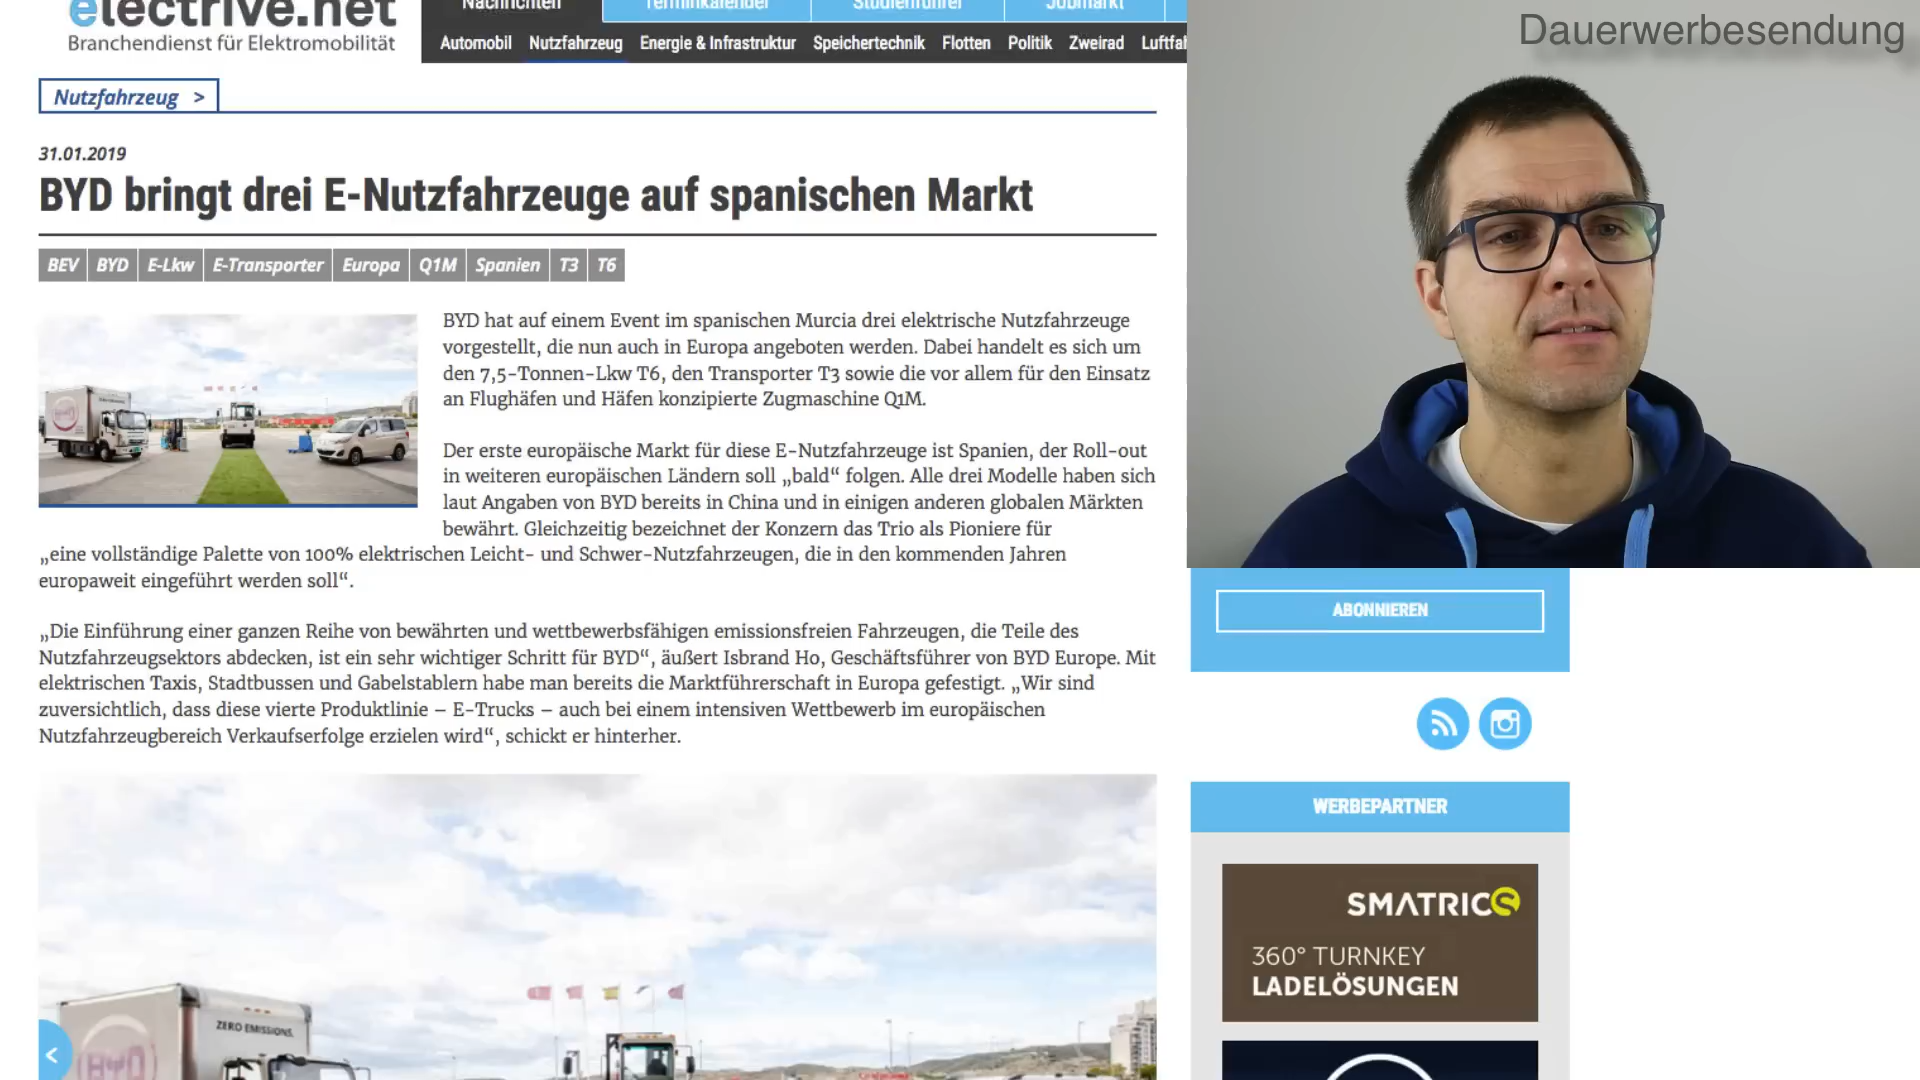 electrive.net
Branchendienst für Elektromobilität
Nachrichten
Terminkalender
Studienführer
Jobmarkt
Automobil Nutzfahrzeug Energie & Infrastruktur Speichertechnik Flotten Politik Zweirad Luftfah
Dauerwerbesendung
Nutzfahrzeug >
31.01.2019
BYD bringt drei E-Nutzfahrzeuge auf spanischen Markt
BEV BYD E-Lkw E-Transporter Europa Q1M Spanien T3 T6
BYD hat auf einem Event im spanischen Murcia drei elektrische Nutzfahrzeuge
vorgestellt, die nun auch in Europa angeboten werden. Dabei handelt es sich um
den 7,5-Tonnen-Lkw T6, den Transporter T3 sowie die vor allem für den Einsatz
an Flughäfen und Häfen konzipierte Zugmaschine Q1M.
Der erste europäische Markt für diese E-Nutzfahrzeuge ist Spanien, der Roll-out
in weiteren europäischen Ländern soll „bald“ folgen. Alle drei Modelle haben sich
laut Angaben von BYD bereits in China und in einigen anderen globalen Märkten
bewährt. Gleichzeitig bezeichnet der Konzern das Trio als Pioniere für
„eine vollständige Palette von 100% elektrischen Leicht- und Schwer-Nutzfahrzeugen, die in den kommenden Jahren
europaweit eingeführt werden soll“.
„Die Einführung einer ganzen Reihe von bewährten und wettbewerbsfähigen emissionsfreien Fahrzeugen, die Teile des
Nutzfahrzeugsektors abdecken, ist ein sehr wichtiger Schritt für BYD“, äußert Isbrand Ho, Geschäftsführer von BYD Europe. Mit
elektrischen Taxis, Stadtbussen und Gabelstablern habe man bereits die Marktführerschaft in Europa gefestigt. „Wir sind
zuversichtlich, dass diese vierte Produktlinie – E-Trucks – auch bei einem intensiven Wettbewerb im europäischen
Nutzfahrzeugbereich Verkaufserfolge erzielen wird“, schickt er hinterher.
ZERO EMISSIONS
BYD
ABONNIEREN
WERBEPARTNER
SMATRICS
360° TURNKEY
LADELÖSUNGEN